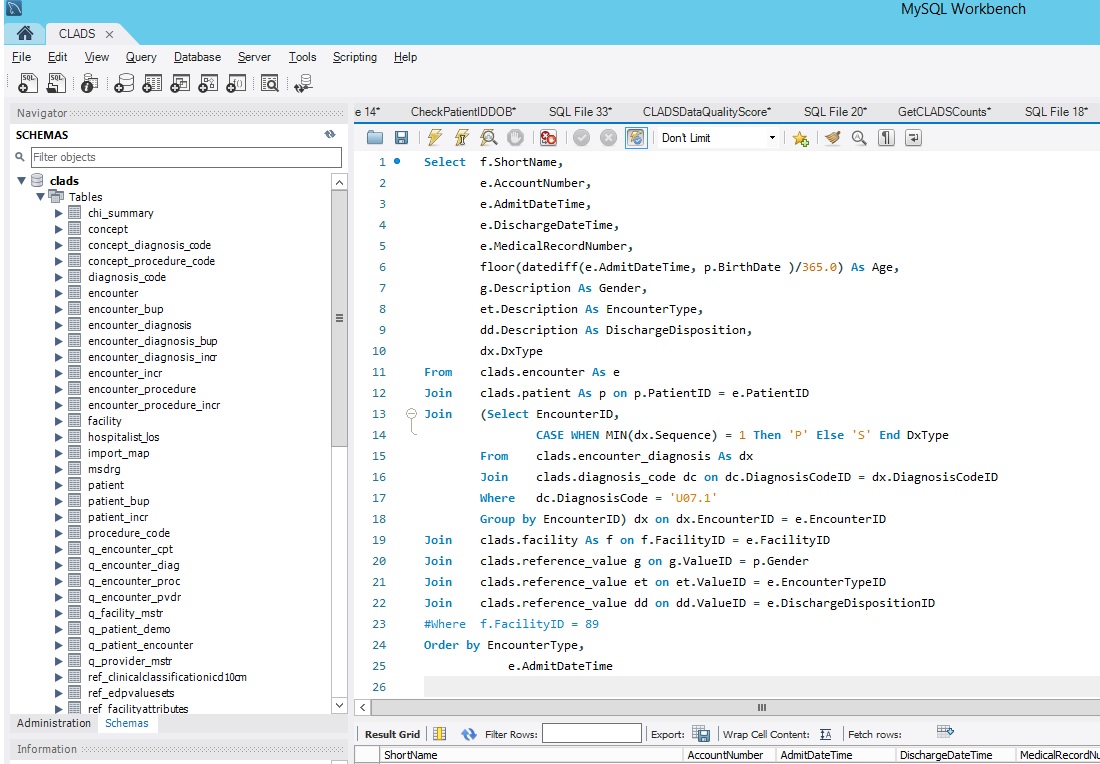 MySQL Workbench
CLADS
File Edit View Query Database Server Tools Scripting Help
Navigator
SCHEMAS
Filter objects
clads
Tables
chi_summary
concept
concept_diagnosis_code
concept_procedure_code
diagnosis_code
encounter
encounter_bup
encounter_diagnosis
encounter_diagnosis_bup
encounter_diagnosis_incr
encounter_incr
encounter_procedure
encounter_procedure_incr
facility
hospitalist_los
import_map
msdrg
patient
patient_bup
patient_incr
procedure_code
q_encounter_cpt
q_encounter_diag
q_encounter_proc
q_encounter_pvdr
q_facility_mstr
q_patient_demo
q_patient_encounter
q_provider_mstr
ref_clinicalclassificationicd10cm
ref_edpvaluesets
ref_facilityattributes
Administration Schemas
Information
e 14* CheckPatientIDDOB* SQL File 33* CLADSDataQualityScore* SQL File 20* GetCLADSCounts* SQL File 18*
Don't Limit
1 Select f.ShortName,
2 e.AccountNumber,
3 e.AdmitDateTime,
4 e.DischargeDateTime,
5 e.MedicalRecordNumber,
6 floor(datediff(e.AdmitDateTime, p.BirthDate )/365.0) As Age,
7 g.Description As Gender,
8 et.Description As EncounterType,
9 dd.Description As DischargeDisposition,
10 dx.DxType
11 From clads.encounter As e
12 Join clads.patient As p on p.PatientID = e.PatientID
13 Join (Select EncounterID,
14 CASE WHEN MIN(dx.Sequence) = 1 Then 'P' Else 'S' End DxType
15 From clads.encounter_diagnosis As dx
16 Join clads.diagnosis_code dc on dc.DiagnosisCodeID = dx.DiagnosisCodeID
17 Where dc.DiagnosisCode = 'U07.1'
18 Group by EncounterID) dx on dx.EncounterID = e.EncounterID
19 Join clads.facility As f on f.FacilityID = e.FacilityID
20 Join clads.reference_value g on g.ValueID = p.Gender
21 Join clads.reference_value et on et.ValueID = e.EncounterTypeID
22 Join clads.reference_value dd on dd.ValueID = e.DischargeDispositionID
23 #Where f.FacilityID = 89
24 Order by EncounterType,
25 e.AdmitDateTime
26
Result Grid Filter Rows: Export: Wrap Cell Content: Fetch rows:
ShortName AccountNumber AdmitDateTime DischargeDateTime MedicalRecordNu